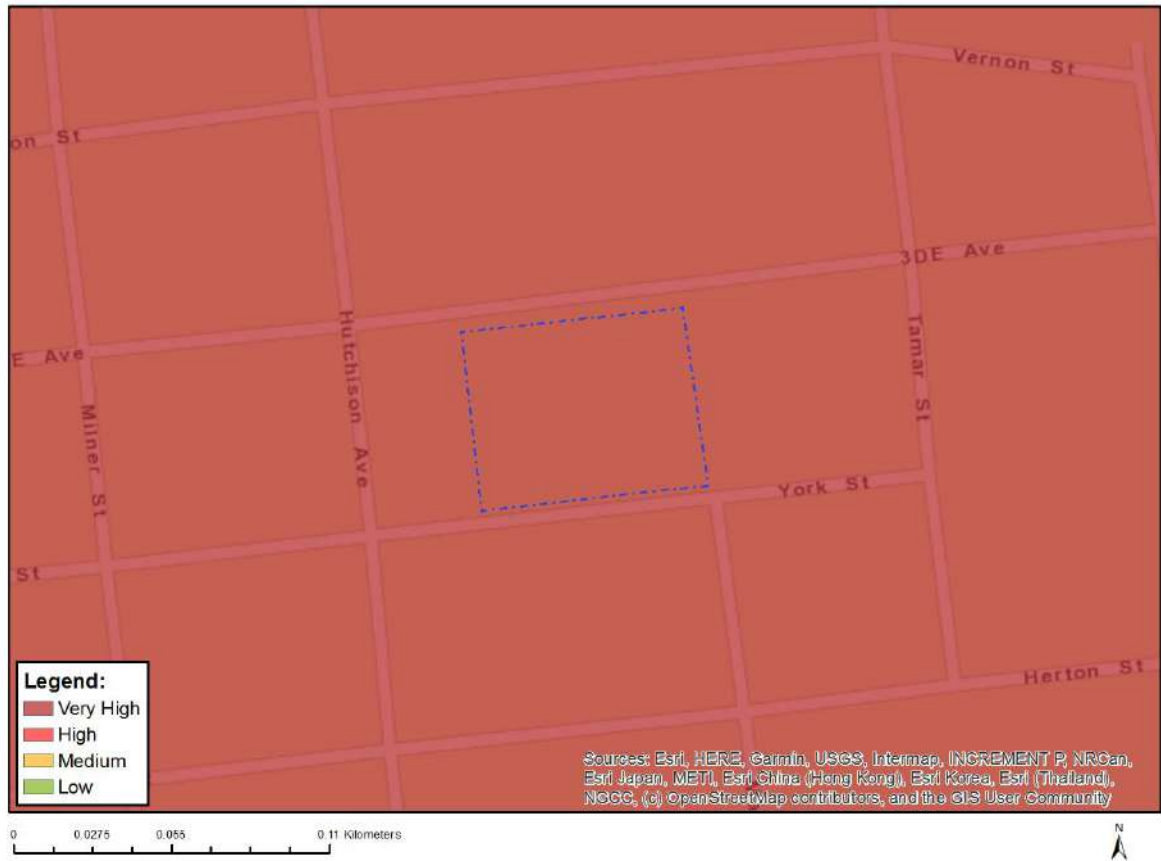 Vernon St
on St
3DE Ave
E Ave
Hutchison Ave
Tamar St
Milner St
York St
St
Herton St
Legend:
Very High
High
Medium
Low
Sources: Esri, HERE, Garmin, USGS, Intermap, INCREMENT P, NRCan,
Esri Japan, METI, Esri China (Hong Kong), Esri Korea, Esri (Thailand),
NGCC, (c) OpenStreetMap contributors, and the GIS User Community
0 0.0275 0.055 0.11 Kilometers
N